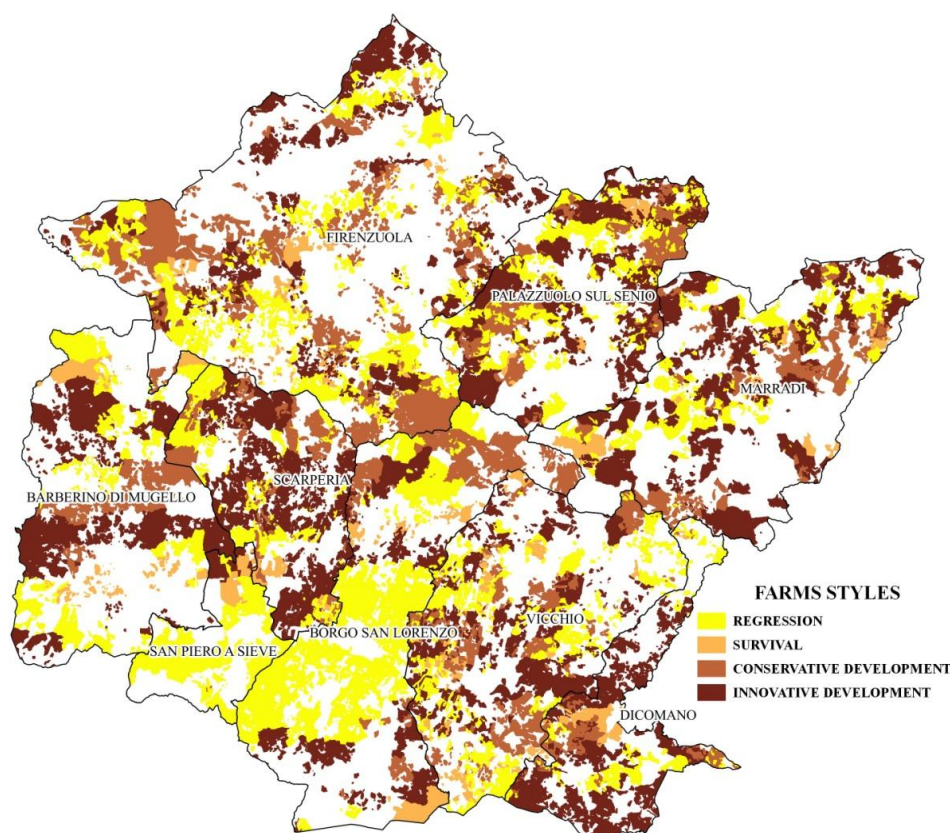 FIRENZUOLA
PALAZZUOLO SUL SENIO
MARRADI
SCARPERIA
BARBERINO DI MUGELLO
FARMS STYLES
REGRESSION
BORGO SAN LORENZO
VICCHIO
SAN PIERO A SIEVE
SURVIVAL
CONSERVATIVE DEVELOPMENT
INNOVATIVE DEVELOPMENT
DICOMANO